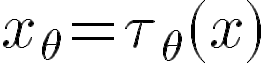 x_θ = τ_θ(x)